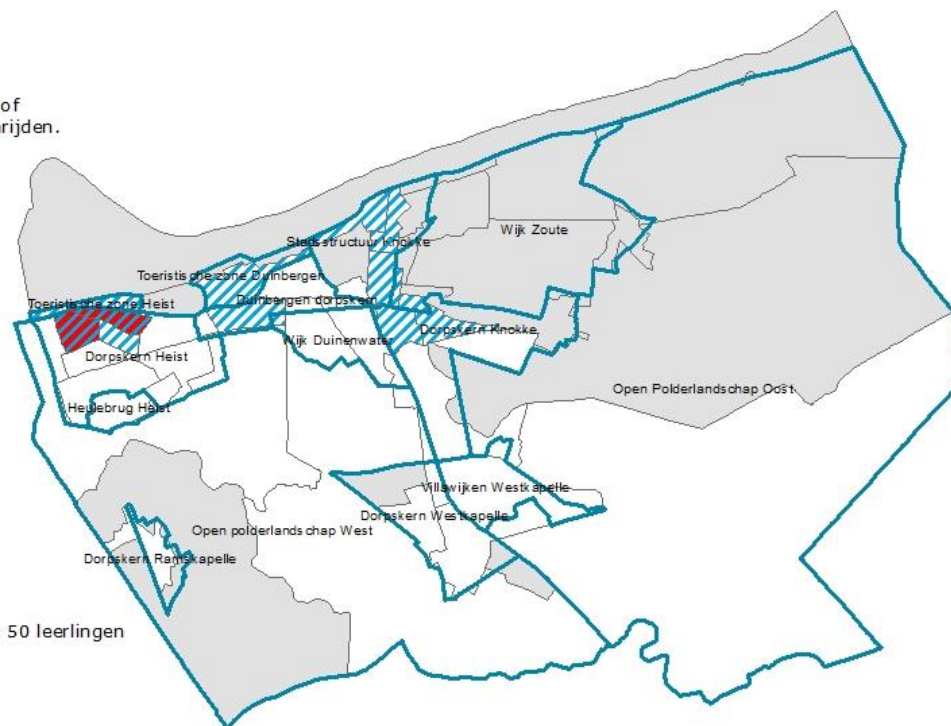 of
rijden.
Wijk Zoute
Stadsstructuur Knokke
Toeristische zone Duinbergen
Toeristische zone Heist
Duinbergen dorpskern
Dorpskern Knokke
Wijk Duinenwater
Dorpskern Heist
Open Polderlandschap Oost
Heulebrug Heist
Villawijken Westkapelle
Dorpskern Westkapelle
Open polderlandschap West
Dorpskern Ramskapelle
50 leerlingen